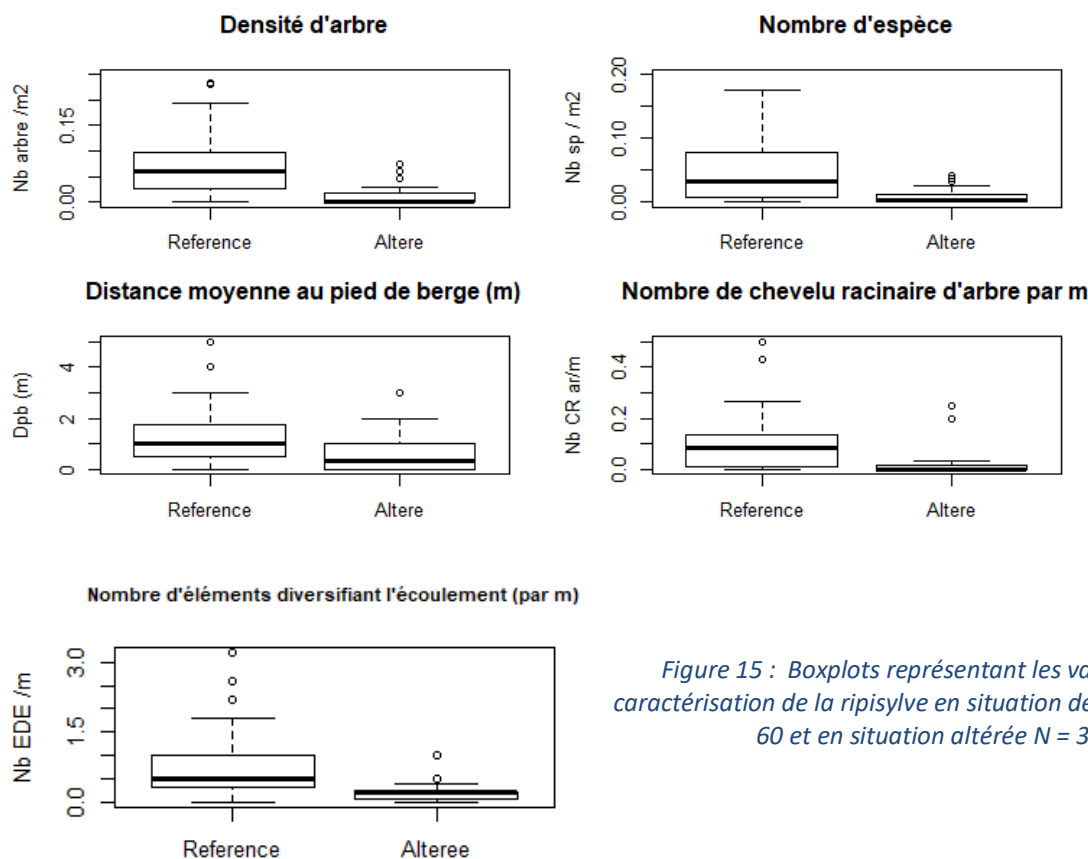 Densité d'arbre
Nb arbre /m2
0.15
0.00
Reference
Altere
Nombre d'espèce
Nb sp / m2
0.20
0.10
0.00
Reference
Altere
Distance moyenne au pied de berge (m)
Dpb (m)
4
2
0
Reference
Altere
Nombre de chevelu racinaire d'arbre par m
Nb CR ar/m
0.4
0.2
0.0
Reference
Altere
Nombre d'éléments diversifiant l'écoulement (par m)
Nb EDE /m
3.0
1.5
0.0
Reference
Alteree
Figure 15 : Boxplots représentant les va
caractérisation de la ripisylve en situation de
60 et en situation altérée N = 3